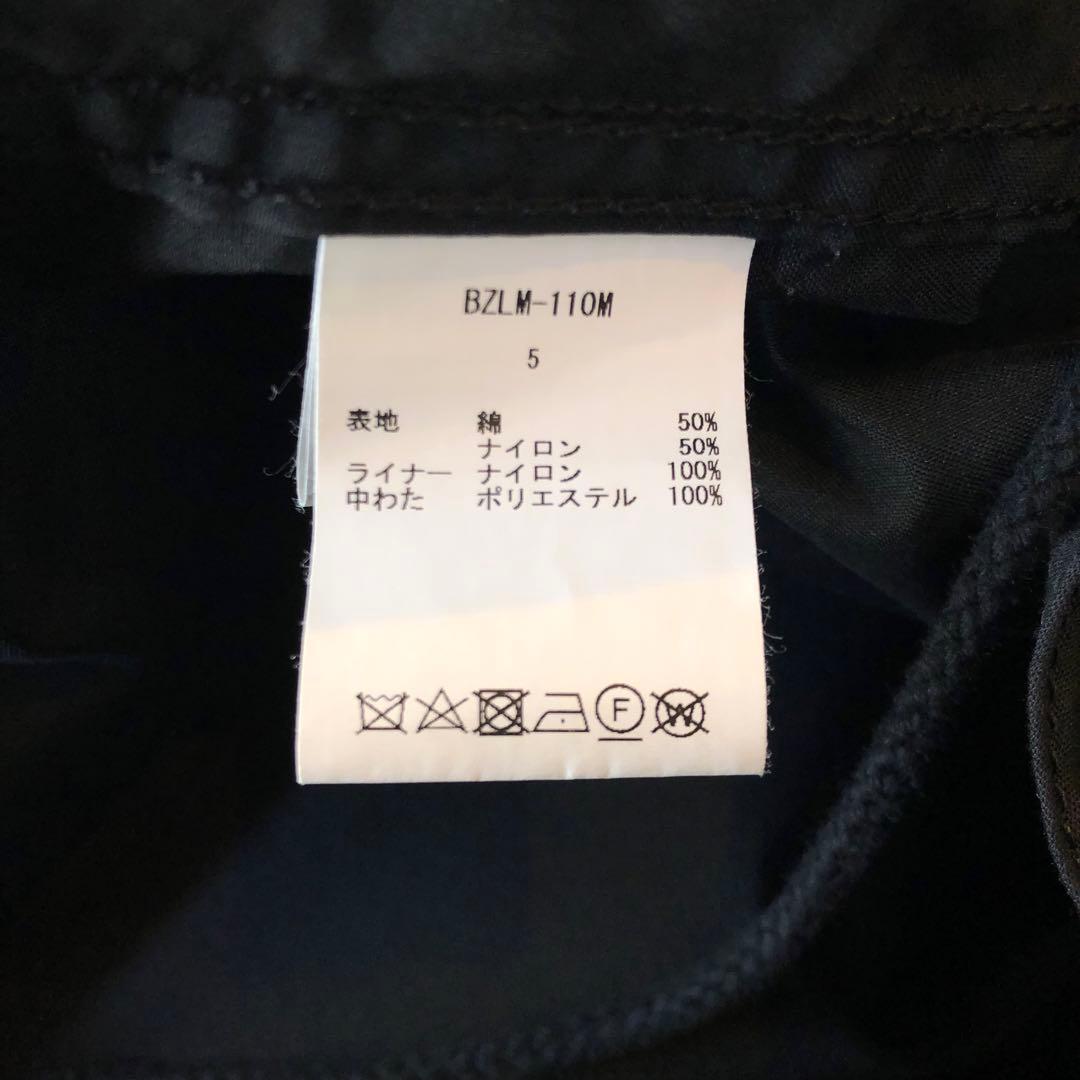 BZLM-110M
5
表地 綿 50%
ナイロン 50%
ライナー ナイロン 100%
中わた ポリエステル 100%
F W